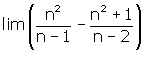 lim(n²/(n − 1) − (n² + 1)/(n − 2))